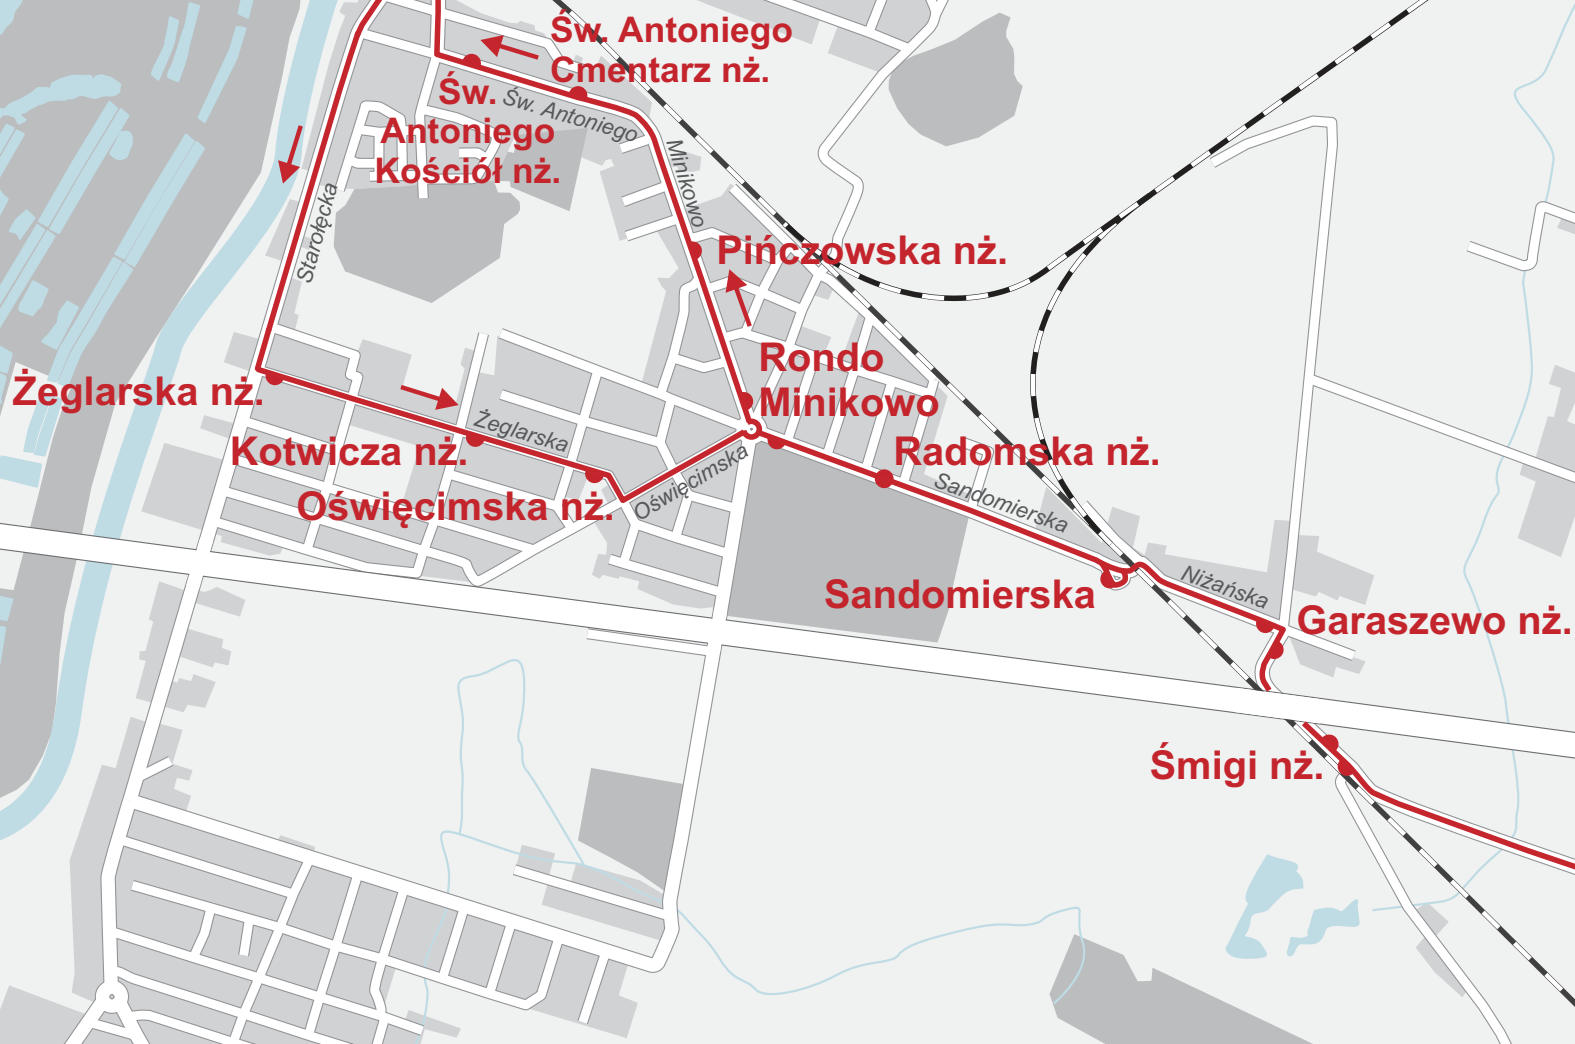 Św. Antoniego
Cmentarz nż.
Św.
Antoniego
Kościół nż.
Św. Antoniego
Minikowo
Starołęcka
Pińczowska nż.
Rondo
Minikowo
Żeglarska nż.
Żeglarska
Kotwicza nż.
Oświęcimska nż.
Oświęcimska
Radomska nż.
Sandomierska
Sandomierska
Niżańska
Garaszewo nż.
Śmigi nż.